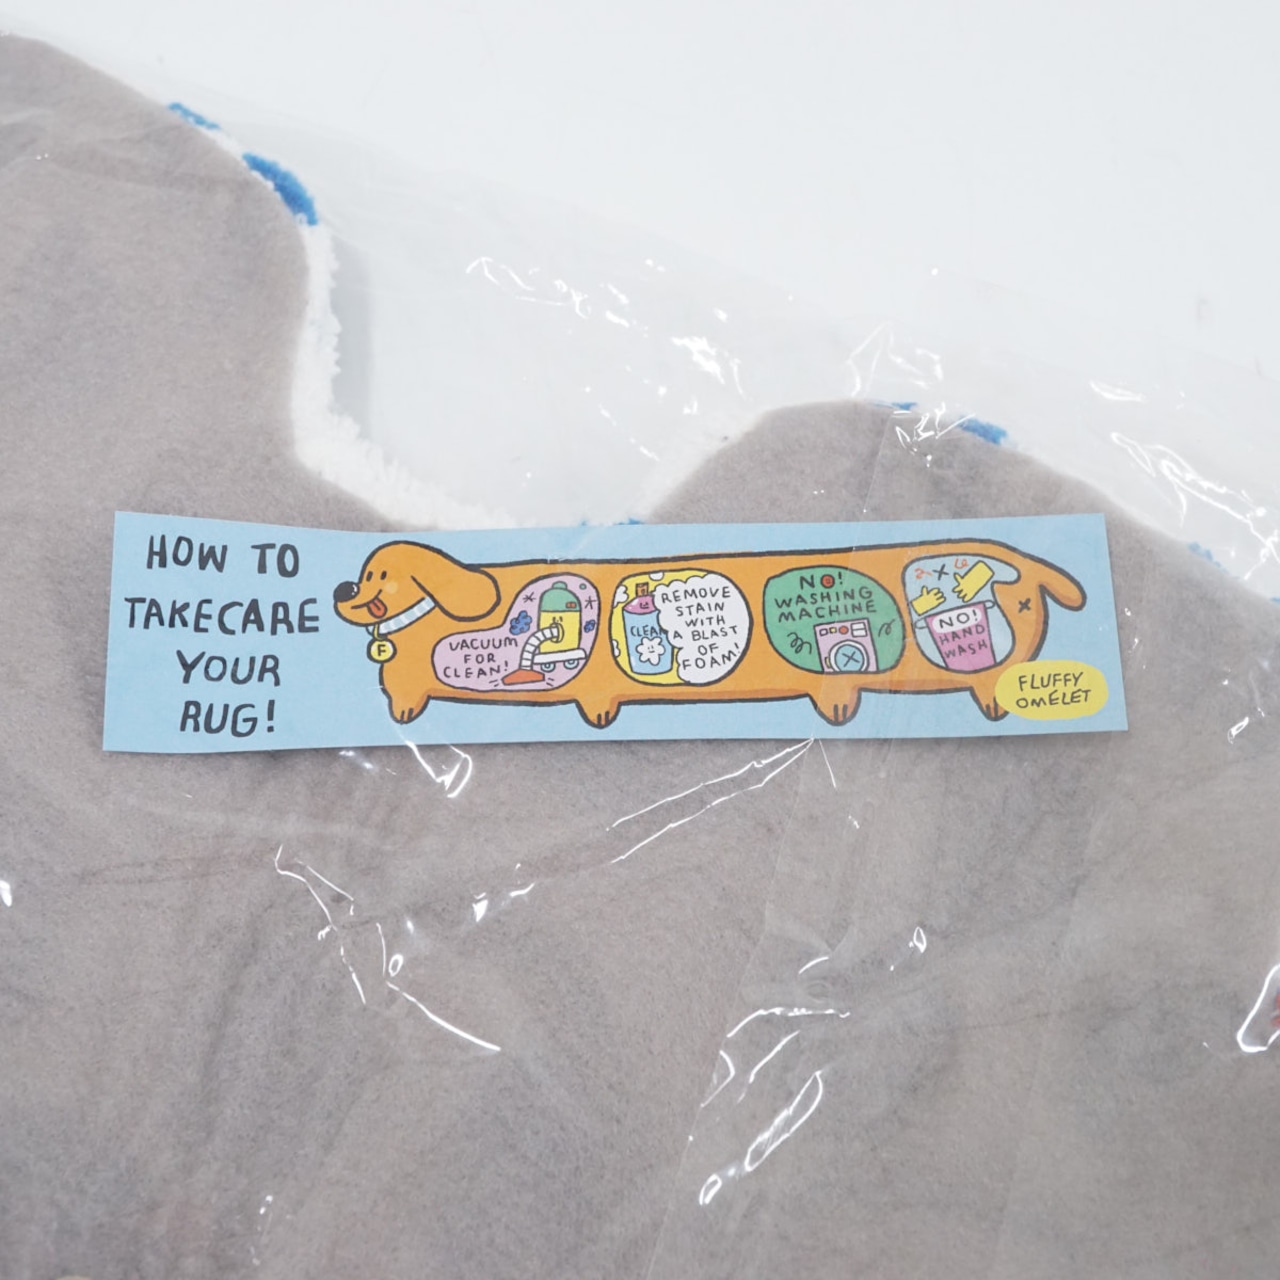 HOW TO
TAKECARE
YOUR
RUG!
F
VACUUM
FOR
CLEAN!
CLEAN
REMOVE
STAIN
WITH
A BLAST
OF
FOAM!
NO!
WASHING
MACHINE
NO!
HAND
WASH
FLUFFY
OMELET